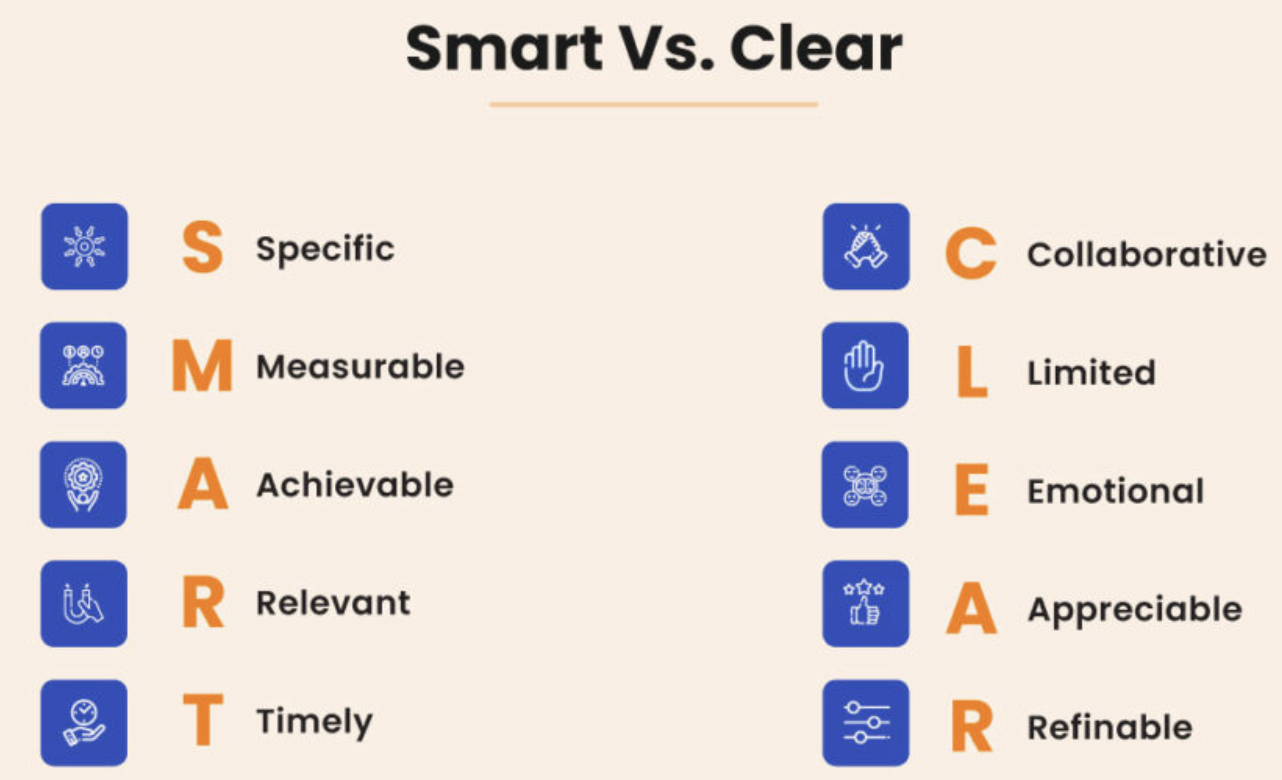 Smart Vs. Clear
S Specific
M Measurable
A Achievable
R Relevant
T Timely
C Collaborative
L Limited
E Emotional
A Appreciable
R Refinable